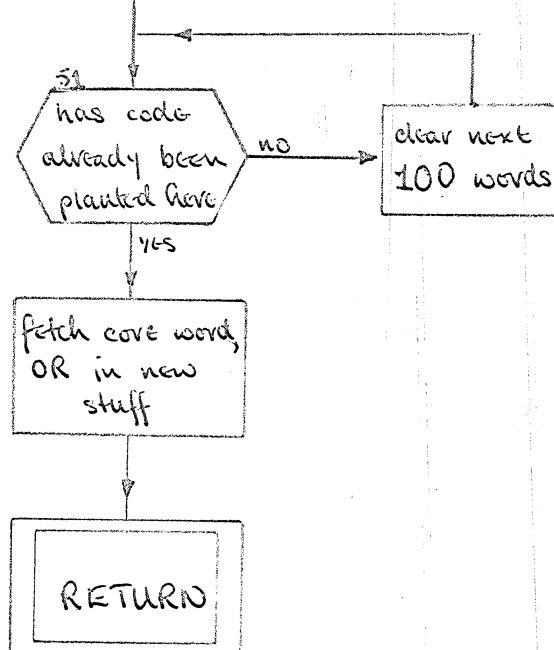 51
has code
already been
planted here
no
clear next
100 words
YES
fetch core word,
OR in new
stuff
RETURN